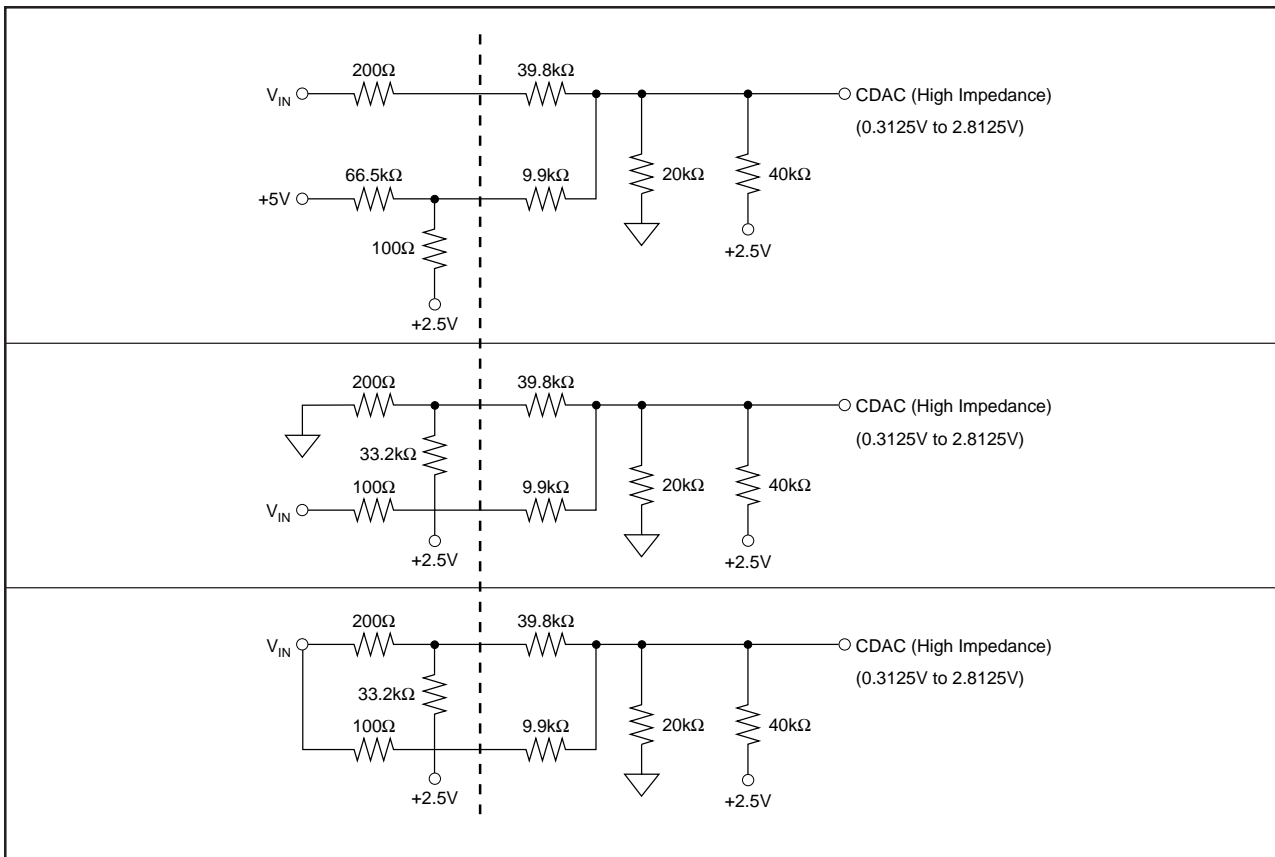 200Ω 39.8kΩ
V_IN CDAC (High Impedance)
(0.3125V to 2.8125V)
66.5kΩ 9.9kΩ 20kΩ 40kΩ
+5V
100Ω
+2.5V
+2.5V
200Ω 39.8kΩ
CDAC (High Impedance)
(0.3125V to 2.8125V)
33.2kΩ
100Ω 9.9kΩ 20kΩ 40kΩ
V_IN
+2.5V +2.5V
200Ω 39.8kΩ
V_IN CDAC (High Impedance)
(0.3125V to 2.8125V)
33.2kΩ
100Ω 9.9kΩ 20kΩ 40kΩ
+2.5V +2.5V